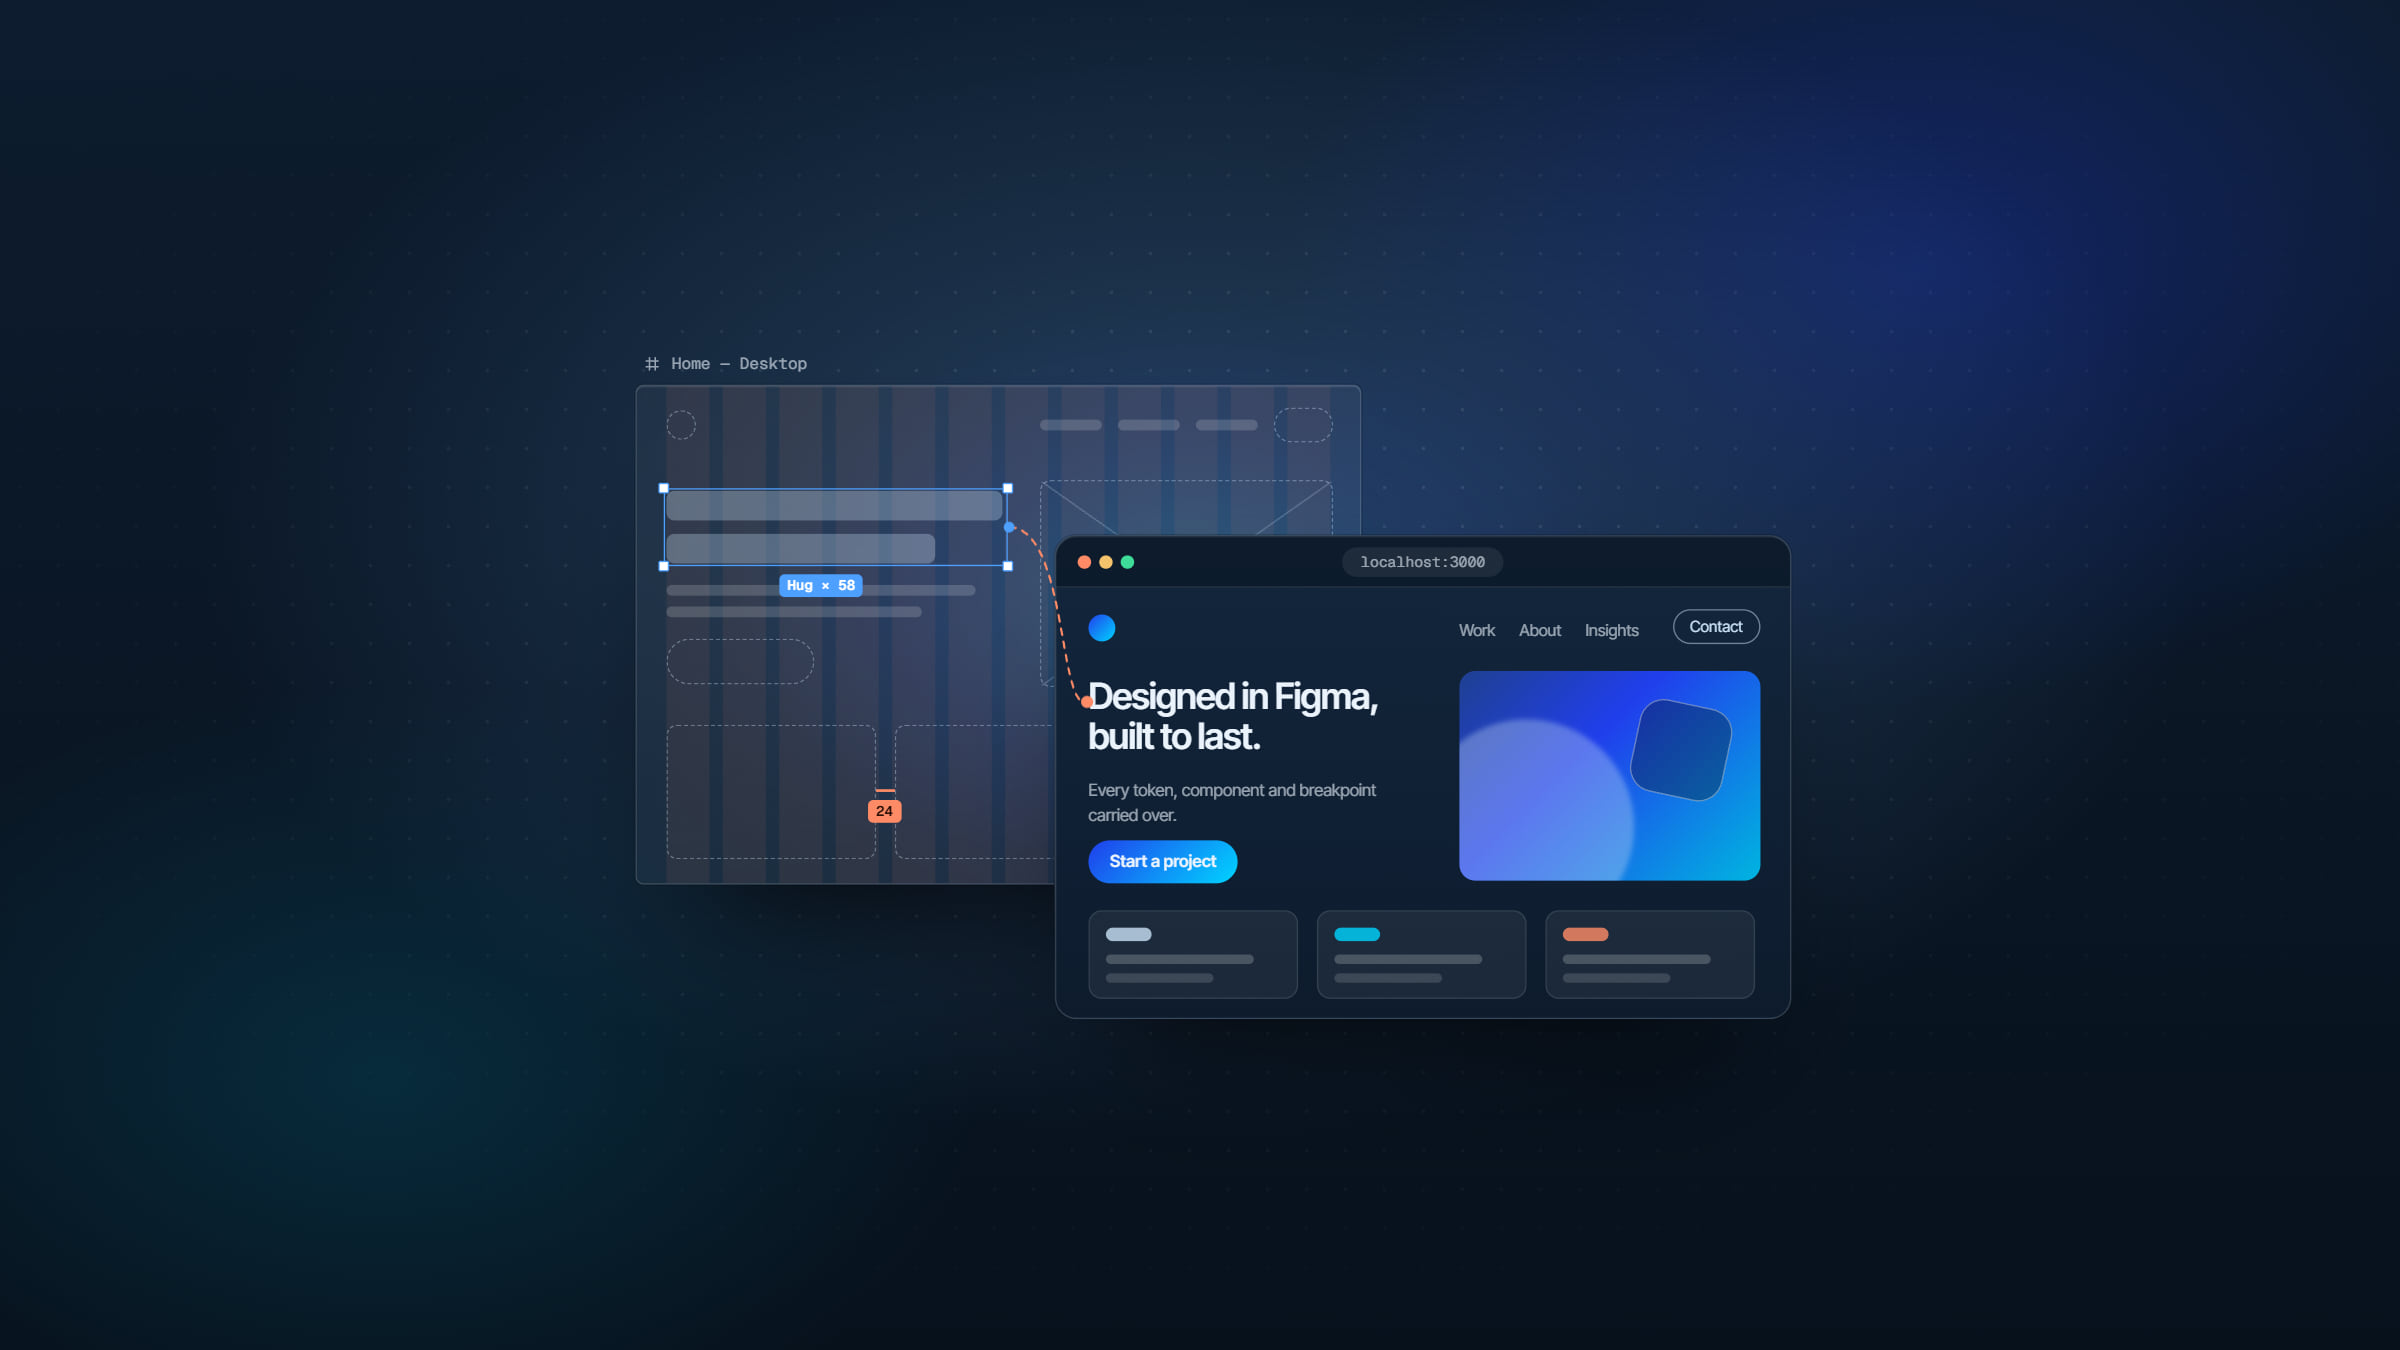 Home – Desktop
Hug × 58
24
localhost:3000
Work About Insights Contact
Designed in Figma,
built to last.
Every token, component and breakpoint
carried over.
Start a project